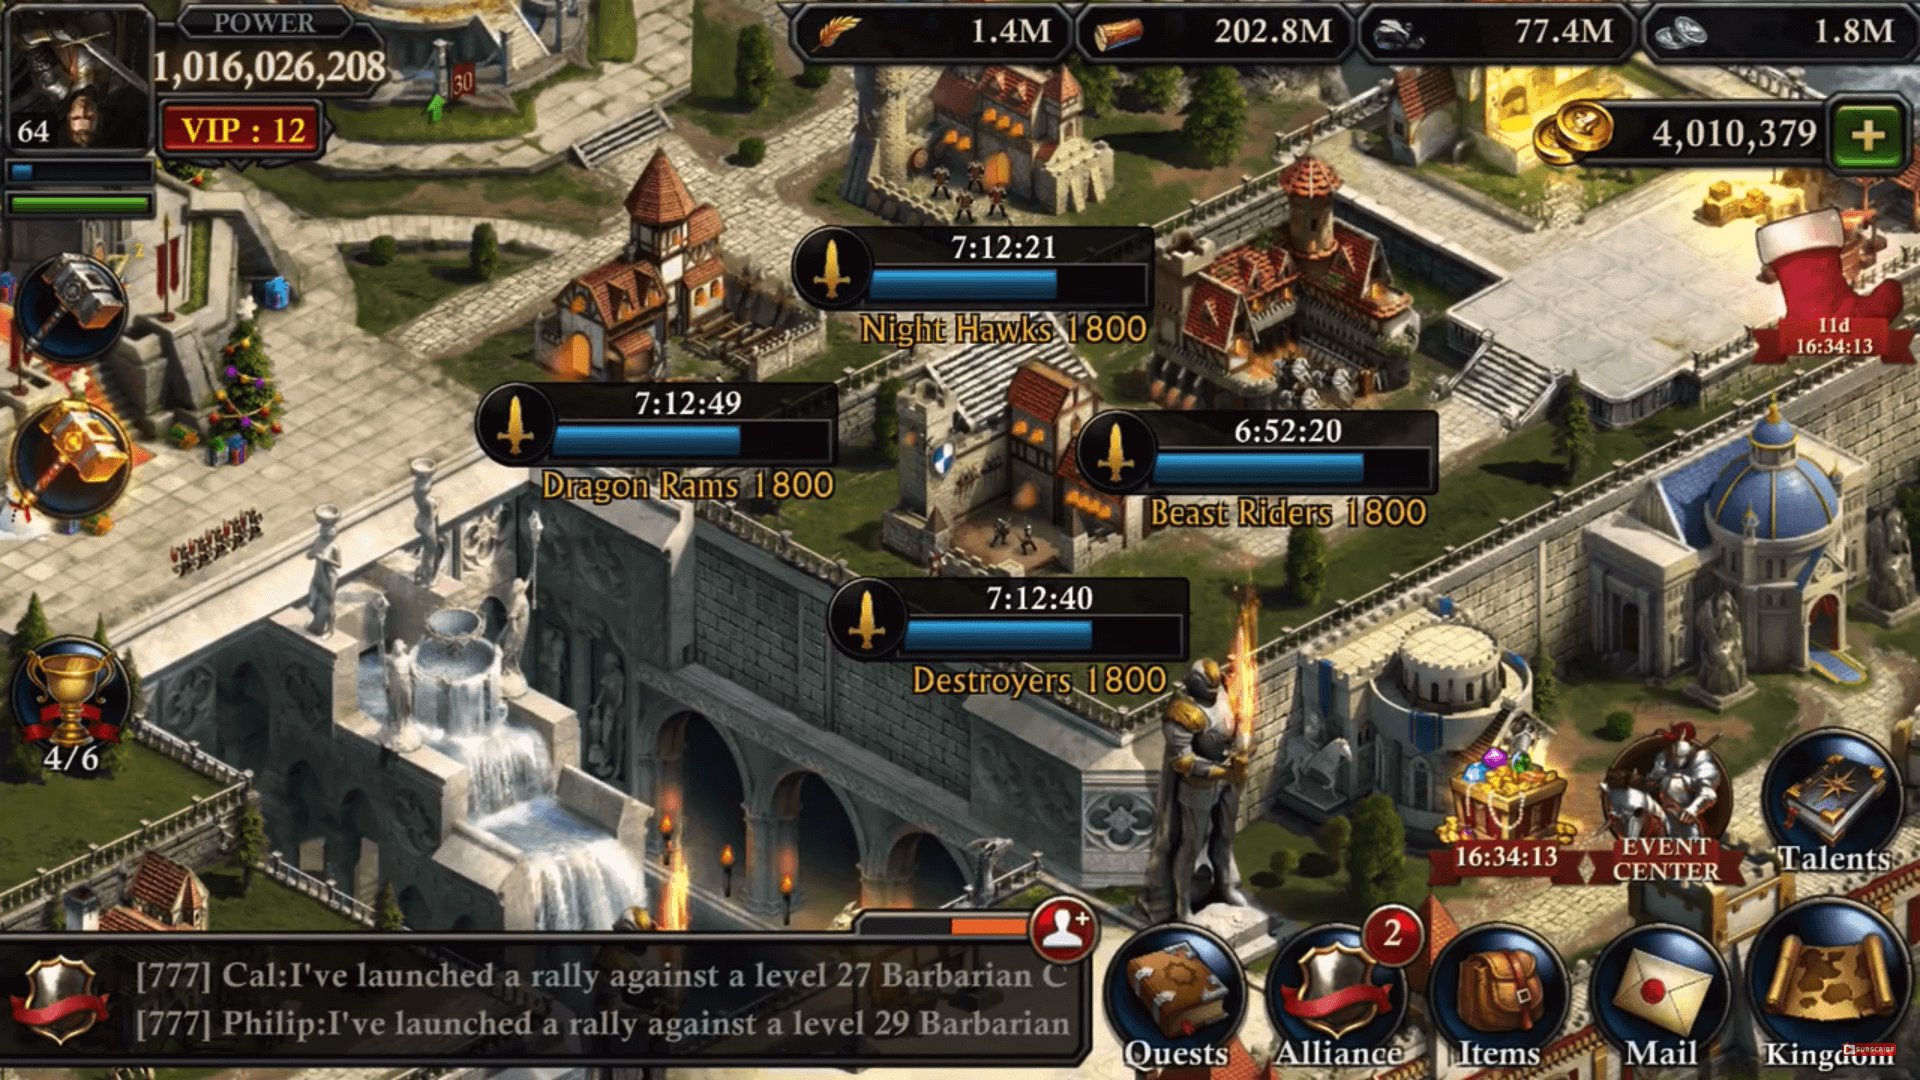 POWER
1,016,026,208
64
VIP : 12
30
1.4M
202.8M
77.4M
1.8M
4,010,379
7:12:21
Night Hawks 1800
11d
16:34:13
7:12:49
Dragon Rams 1800
6:52:20
Beast Riders 1800
7:12:40
Destroyers 1800
4/6
16:34:13
EVENT
CENTER
Talents
2
[777] Cal:I've launched a rally against a level 27 Barbarian C
[777] Philip:I've launched a rally against a level 29 Barbarian
Quests
Alliance
Items
Mail
Kingdom
SUBSCRIBE